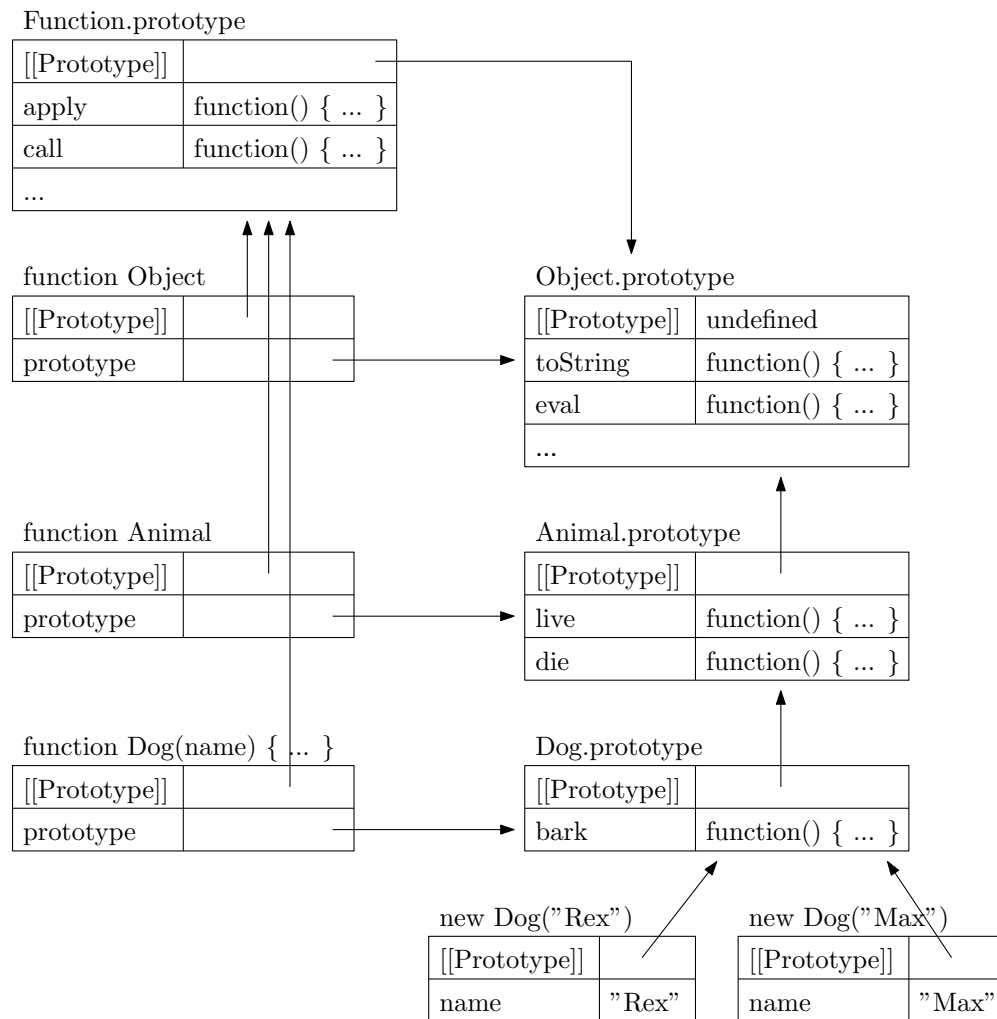 Function.prototype
[[Prototype]]
apply function() { ... }
call function() { ... }
...
function Object
[[Prototype]]
prototype
Object.prototype
[[Prototype]] undefined
toString function() { ... }
eval function() { ... }
...
function Animal
[[Prototype]]
prototype
Animal.prototype
[[Prototype]]
live function() { ... }
die function() { ... }
function Dog(name) { ... }
[[Prototype]]
prototype
Dog.prototype
[[Prototype]]
bark function() { ... }
new Dog("Rex")
[[Prototype]]
name "Rex"
new Dog("Max")
[[Prototype]]
name "Max"